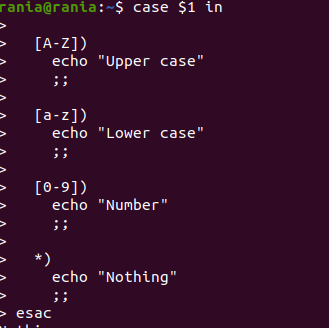 rania@rania:~$ case $1 in
>
>   [A-Z])
>     echo "Upper case"
>     ;;
>
>   [a-z])
>     echo "Lower case"
>     ;;
>
>   [0-9])
>     echo "Number"
>     ;;
>
>   *)
>     echo "Nothing"
>     ;;
> esac